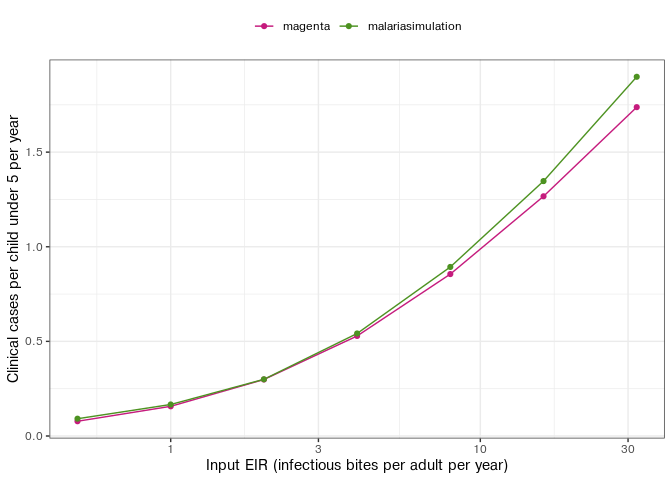 magenta malariasimulation
Clinical cases per child under 5 per year
1.5
1.0
0.5
0.0
1 3 10 30
Input EIR (infectious bites per adult per year)